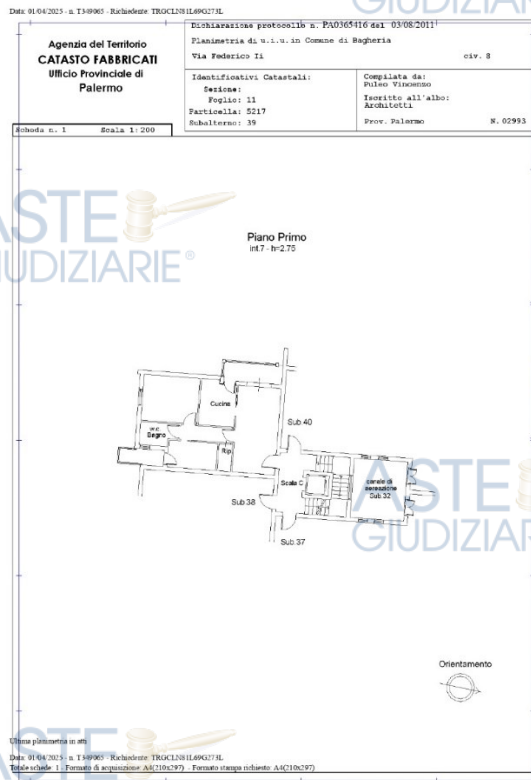 Data: 01/04/2025 - n. T349065 - Richiedente: TRGCLN81L69G273L
Agenzia del Territorio
CATASTO FABBRICATI
Ufficio Provinciale di
Palermo
Dichiarazione protocollo n. PA0365416 del 03/08/2011
Planimetria di u.i.u. in Comune di Bagheria
Via Federico Ii civ. 8
Identificativi Catastali:
Sezione:
Foglio: 11
Particella: 5217
Subalterno: 39
Compilata da:
Puleo Vincenzo
Iscritto all'albo:
Architetti
Prov. Palermo N. 02993
Scheda n. 1 Scala 1:200
ASTE
GIUDIZIARIE®
Piano Primo
int.7 - h=2.75
Cucina
Sub.40
Bagno
Rip
Scala C
canale di
aereazione
Sub.32
Sub.38
Sub.37
ASTE
GIUDIZIARIE
Orientamento
Ultima planimetria in atti
Data: 01/04/2025 - n. T349065 - Richiedente: TRGCLN81L69G273L
Totale schede: 1 - Formato di acquisizione: A4(210x297) - Formato stampa richiesto: A4(210x297)
ASTE